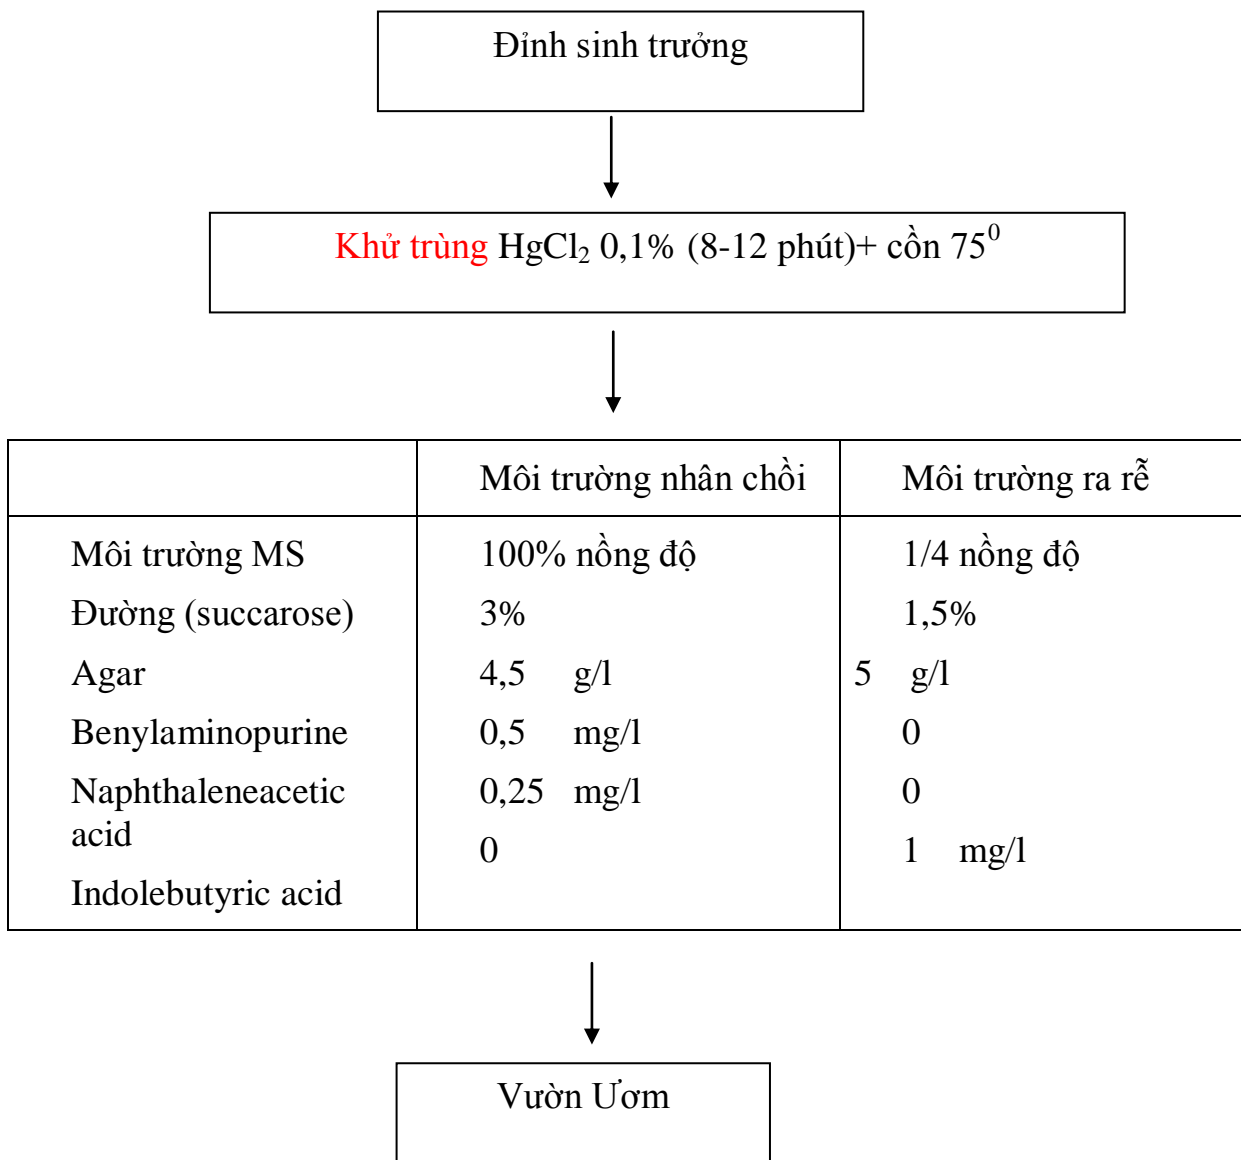 Đỉnh sinh trưởng
Khử trùng HgCl₂ 0,1% (8-12 phút)+ cồn 75⁰
Môi trường nhân chồi Môi trường ra rễ
Môi trường MS 100% nồng độ 1/4 nồng độ
Đường (succarose) 3% 1,5%
Agar 4,5 g/l 5 g/l
Benylaminopurine 0,5 mg/l 0
Naphthaleneacetic 0,25 mg/l 0
acid 0 1 mg/l
Indolebutyric acid
Vườn Ươm